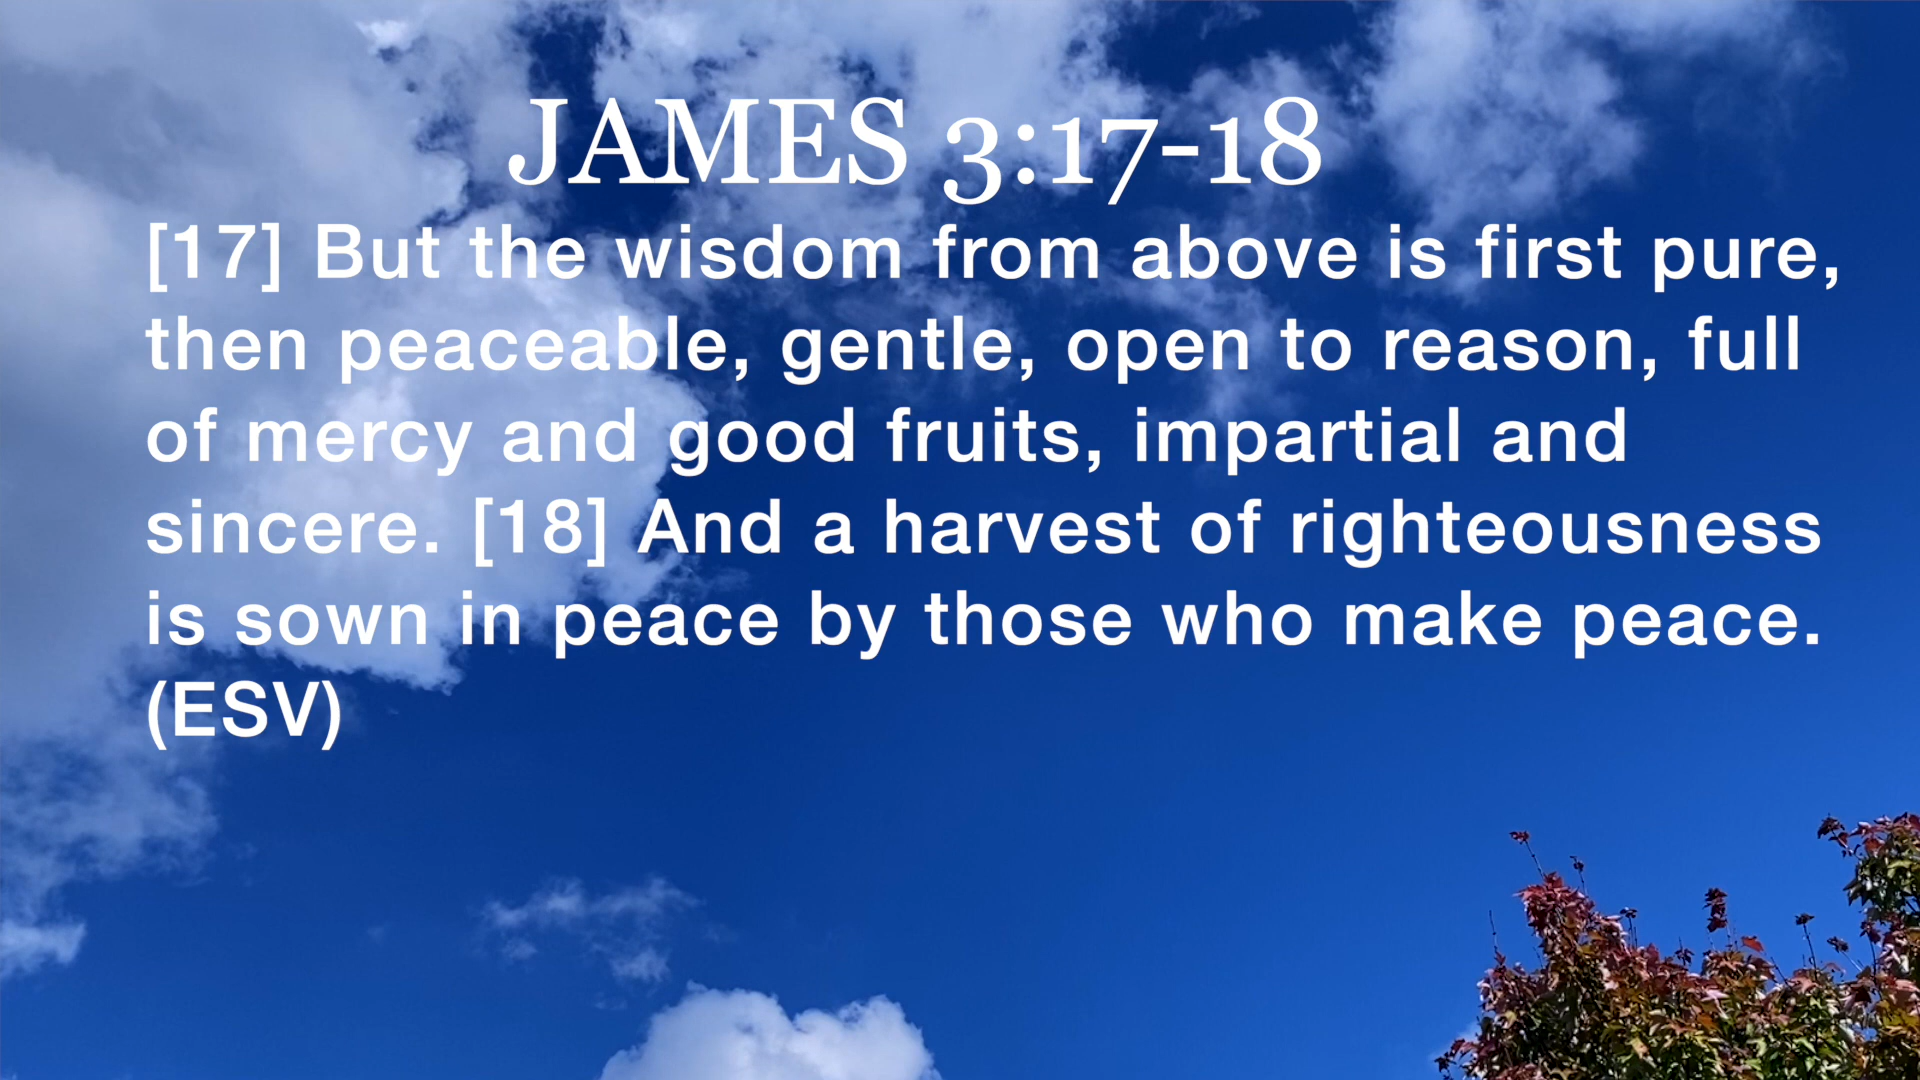 JAMES 3:17-18
[17] But the wisdom from above is first pure,
then peaceable, gentle, open to reason, full
of mercy and good fruits, impartial and
sincere. [18] And a harvest of righteousness
is sown in peace by those who make peace.
(ESV)